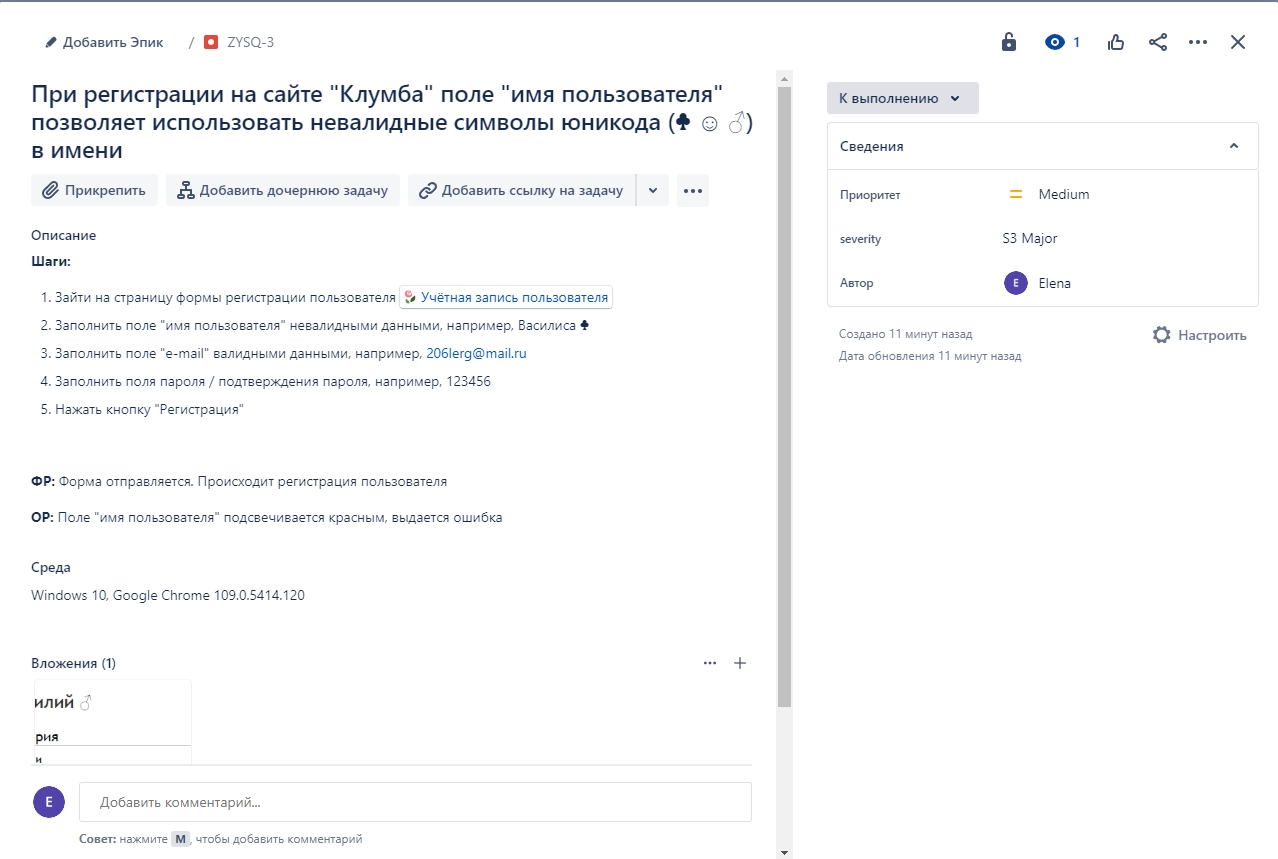 Добавить Эпик / ZYSQ-3
1
При регистрации на сайте "Клумба" поле "имя пользователя"
позволяет использовать невалидные символы юникода (♣ ☺ ♂)
в имени
Прикрепить
Добавить дочернюю задачу
Добавить ссылку на задачу
Описание
Шаги:
1. Зайти на страницу формы регистрации пользователя Учётная запись пользователя
2. Заполнить поле "имя пользователя" невалидными данными, например, Василиса ♣
3. Заполнить поле "e-mail" валидными данными, например, 206lerg@mail.ru
4. Заполнить поля пароля / подтверждения пароля, например, 123456
5. Нажать кнопку "Регистрация"
ФР: Форма отправляется. Происходит регистрация пользователя
ОР: Поле "имя пользователя" подсвечивается красным, выдается ошибка
Среда
Windows 10, Google Chrome 109.0.5414.120
Вложения (1)
илий ♂
рия
и
E
Добавить комментарий...
Совет: нажмите M, чтобы добавить комментарий
К выполнению
Сведения
Приоритет
Medium
severity
S3 Major
Автор
E Elena
Создано 11 минут назад
Дата обновления 11 минут назад
Настроить